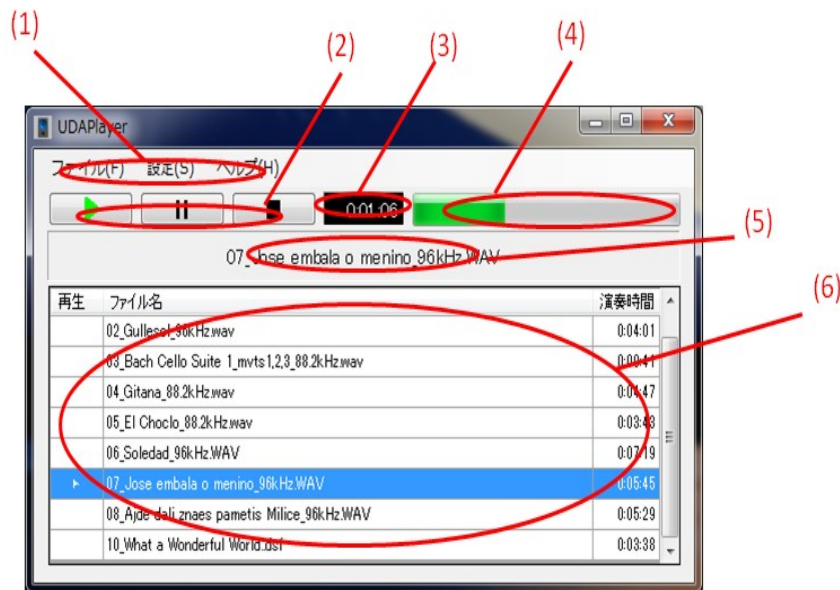 (1)
(2)
(3)
(4)
UDAPlayer
ファイル(F) 設定(S) ヘルプ(H)
0:01:06
(5)
07_Jose embala o menino_96kHz.WAV
(6)
再生 ファイル名 演奏時間
02_Gullesol_96kHz.wav 0:04:01
03_Bach Cello Suite 1_mvts1,2,3_88.2kHz.wav
04_Gitana_88.2kHz.wav 0:04:47
05_El Choclo_88.2kHz.wav 0:03:43
06_Soledad_96kHz.WAV 0:07:19
07_Jose embala o menino_96kHz.WAV 0:05:45
08_Ajde dali znaes pametis Milice_96kHz.WAV 0:05:29
10_What a Wonderful World.dsf 0:03:38